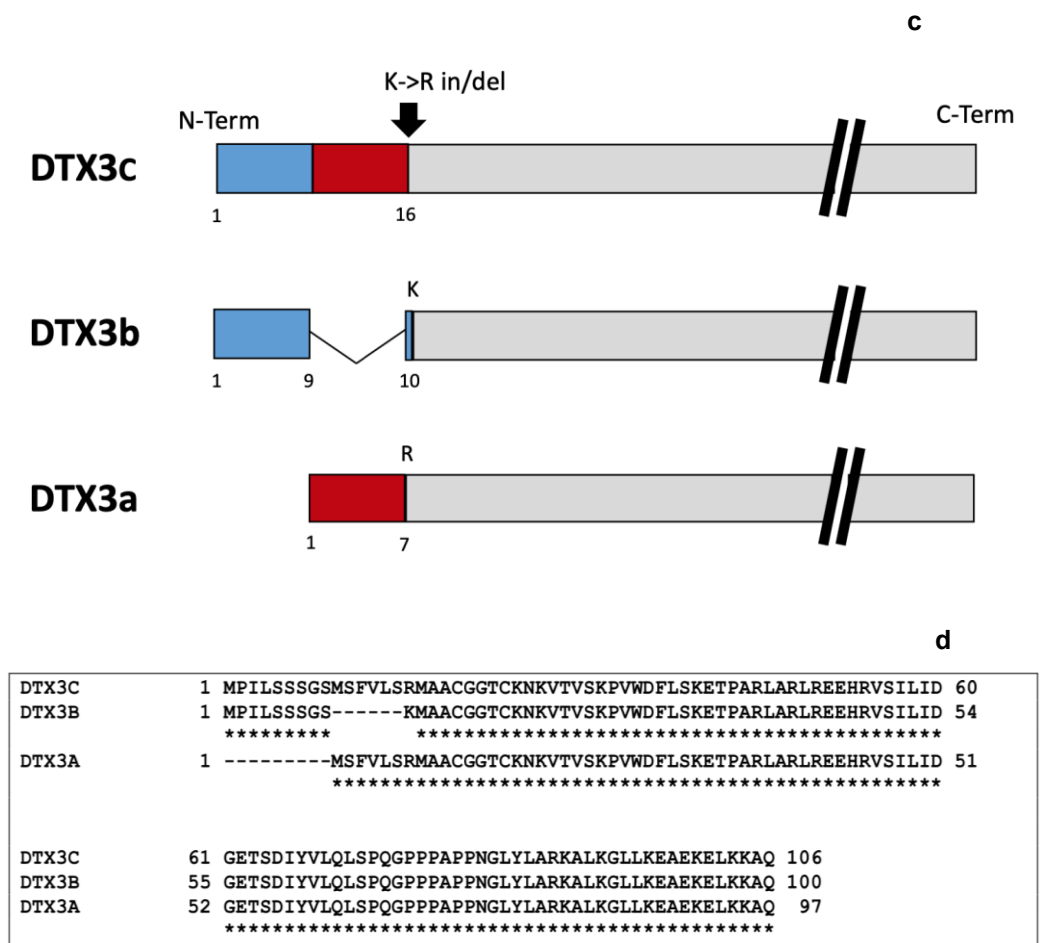 c
K->R in/del
N-Term
C-Term
DTX3c
1
16
K
DTX3b
1
9
10
R
DTX3a
1
7
d
DTX3C 1 MPILSSSGSMSFVLSRMAACGGTCKNKVTVSKPVWDFLSKETPARLARLREEHRVSILID 60
DTX3B 1 MPILSSSGS------KMAACGGTCKNKVTVSKPVWDFLSKETPARLARLREEHRVSILID 54
********* ********************************************
DTX3A 1 ---------MSFVLSRMAACGGTCKNKVTVSKPVWDFLSKETPARLARLREEHRVSILID 51
***************************************************
DTX3C 61 GETSDIYVLQLSPQGPPPAPPNGLYLARKALKGLLKEAEKELKKAQ 106
DTX3B 55 GETSDIYVLQLSPQGPPPAPPNGLYLARKALKGLLKEAEKELKKAQ 100
DTX3A 52 GETSDIYVLQLSPQGPPPAPPNGLYLARKALKGLLKEAEKELKKAQ 97
**********************************************